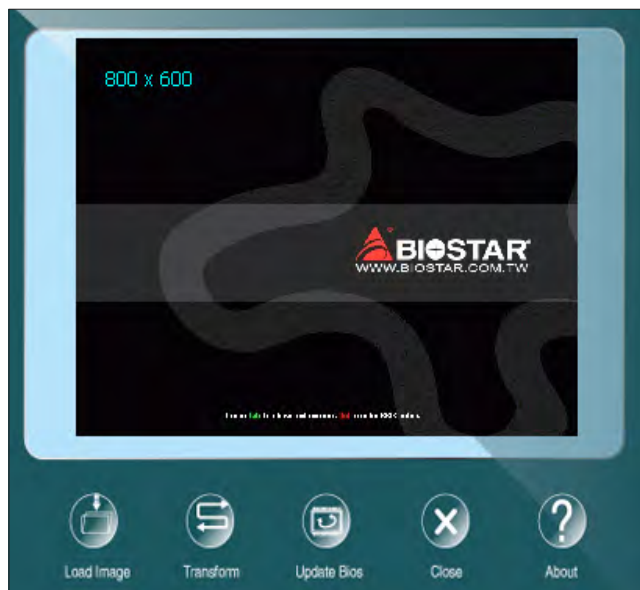 800 x 600
BIOSTAR
WWW.BIOSTAR.COM.TW
Load Image
Transform
Update Bios
Close
About